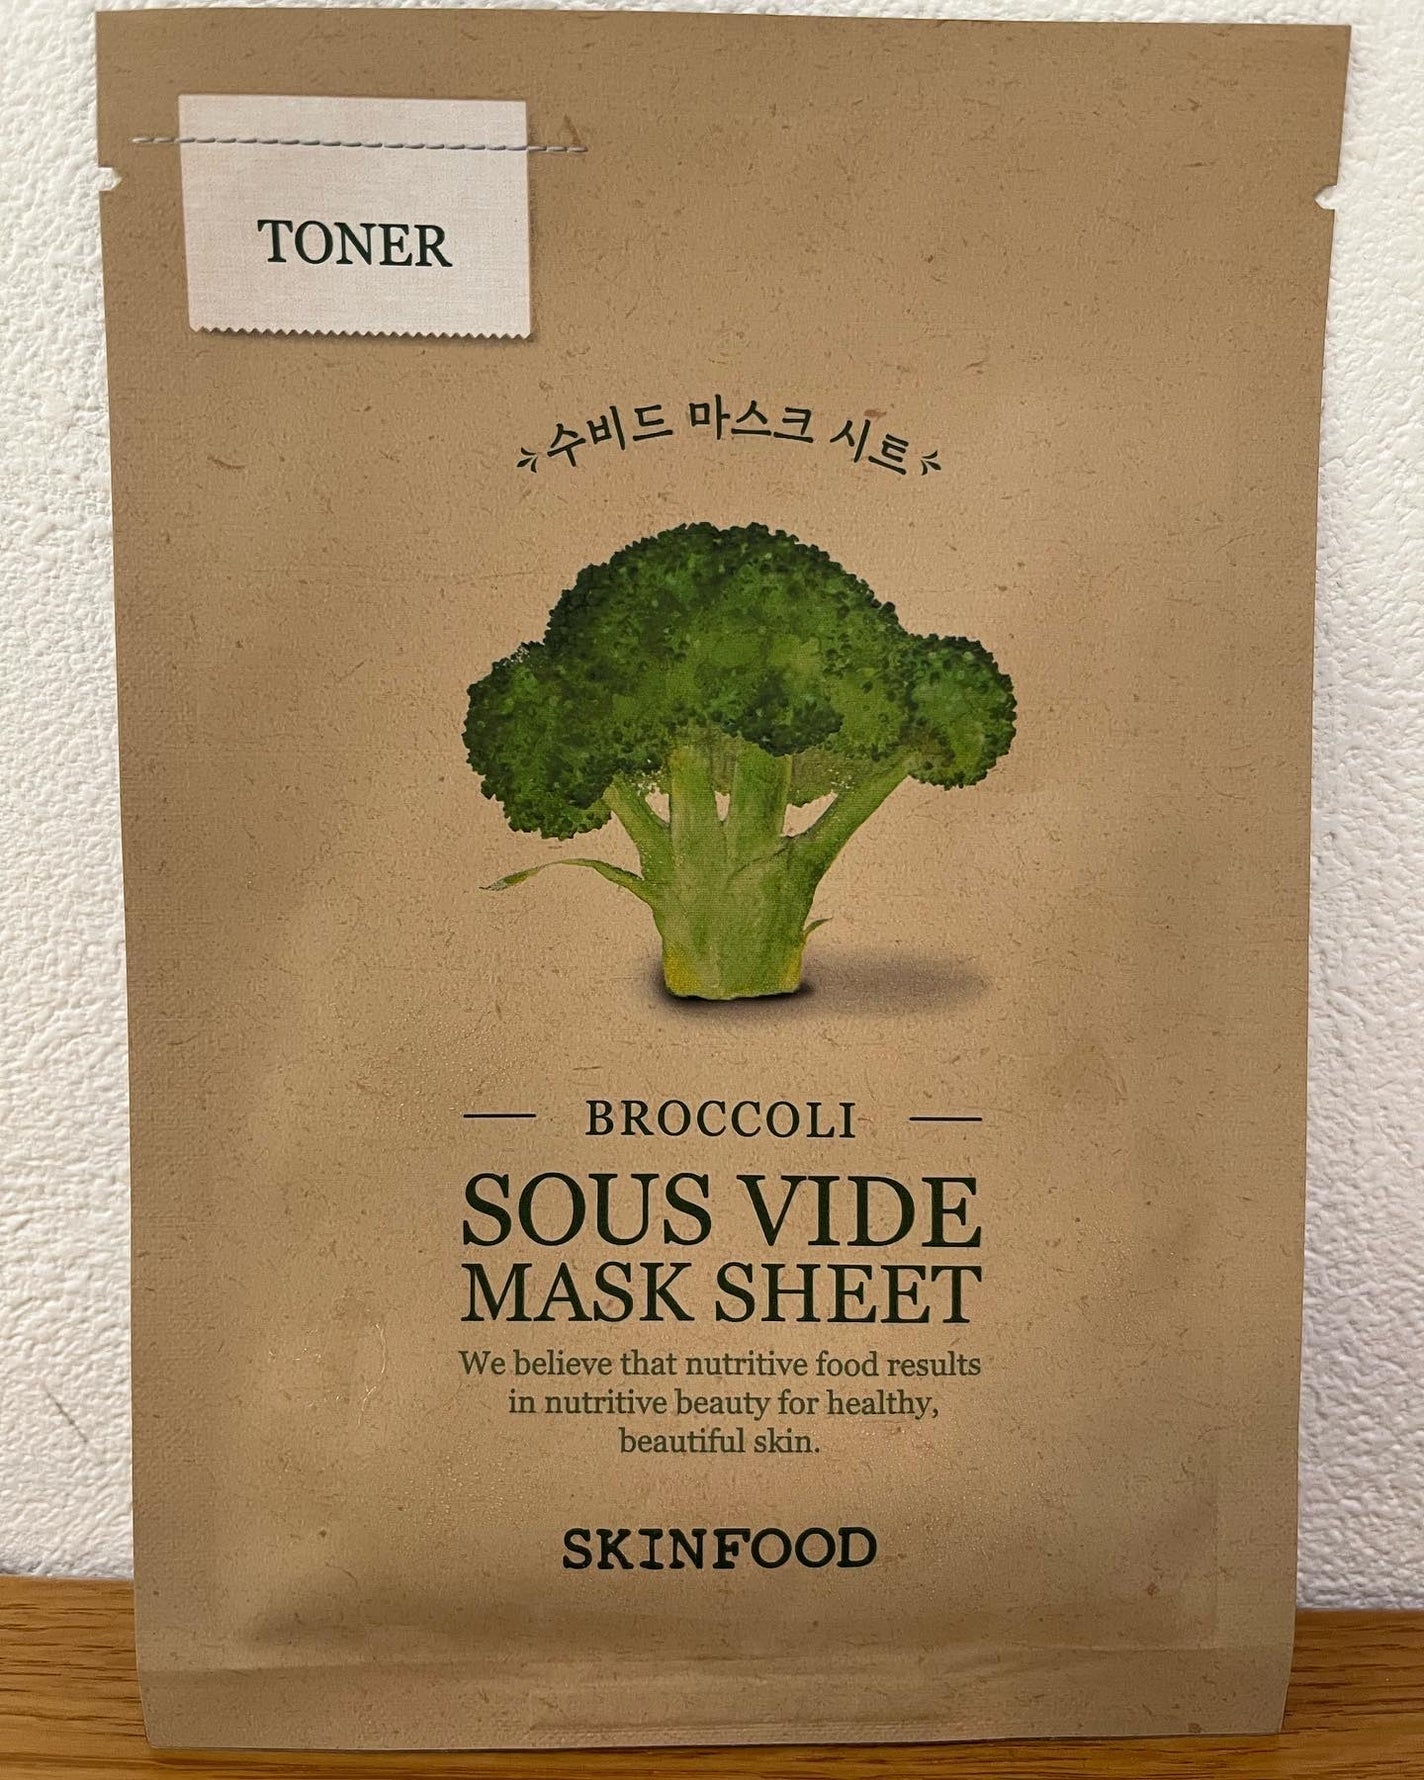 TONER
수비드 마스크 시트
BROCCOLI
SOUS VIDE
MASK SHEET
We believe that nutritive food results
in nutritive beauty for healthy,
beautiful skin.
SKINFOOD